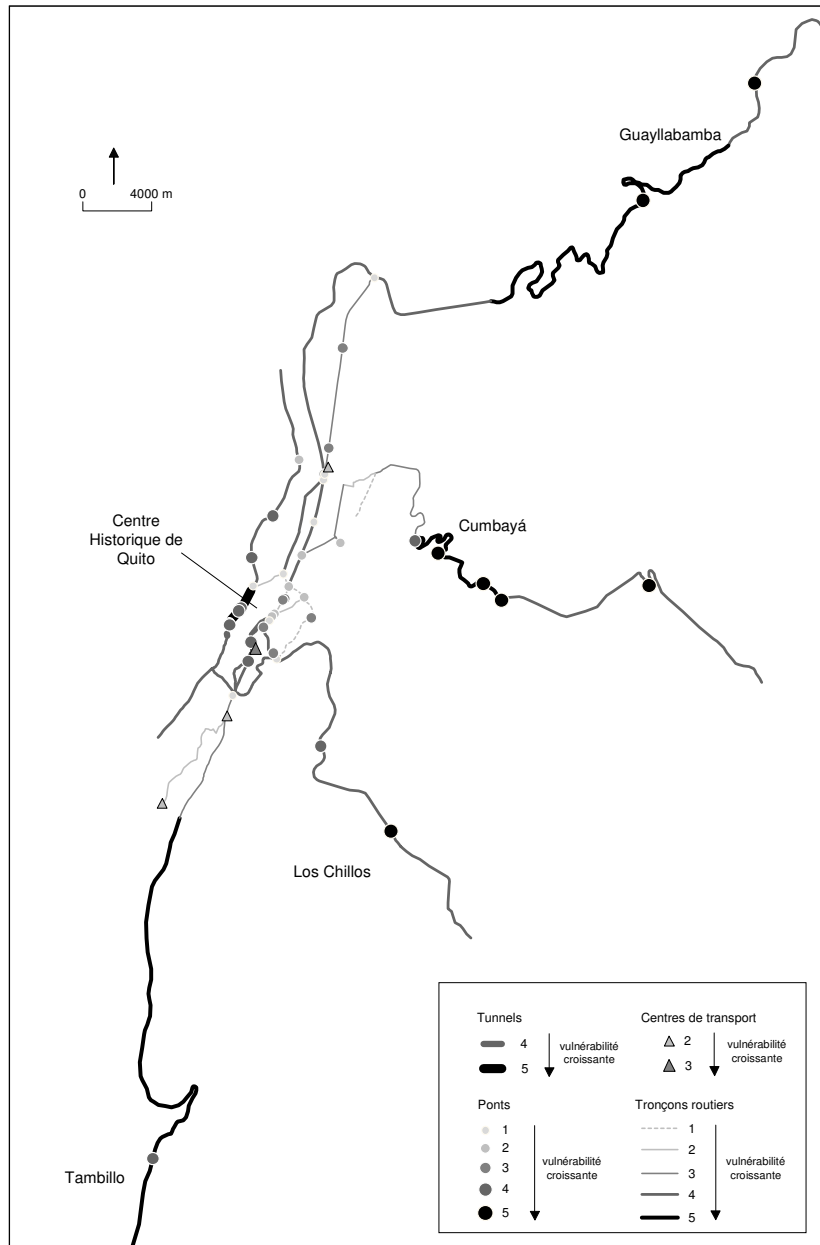 Guayllabamba
0 4000 m
Cumbayá
Centre
Historique de
Quito
Los Chillos
Tambillo
Tunnels
4
5
vulnérabilité
croissante
Centres de transport
2
3
vulnérabilité
croissante
Ponts
1
2
3
4
5
vulnérabilité
croissante
Tronçons routiers
1
2
3
4
5
vulnérabilité
croissante